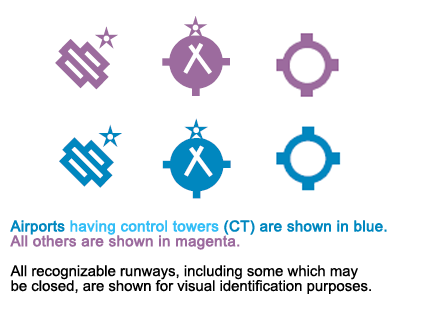 Airports having control towers (CT) are shown in blue.
All others are shown in magenta.
All recognizable runways, including some which may
be closed, are shown for visual identification purposes.